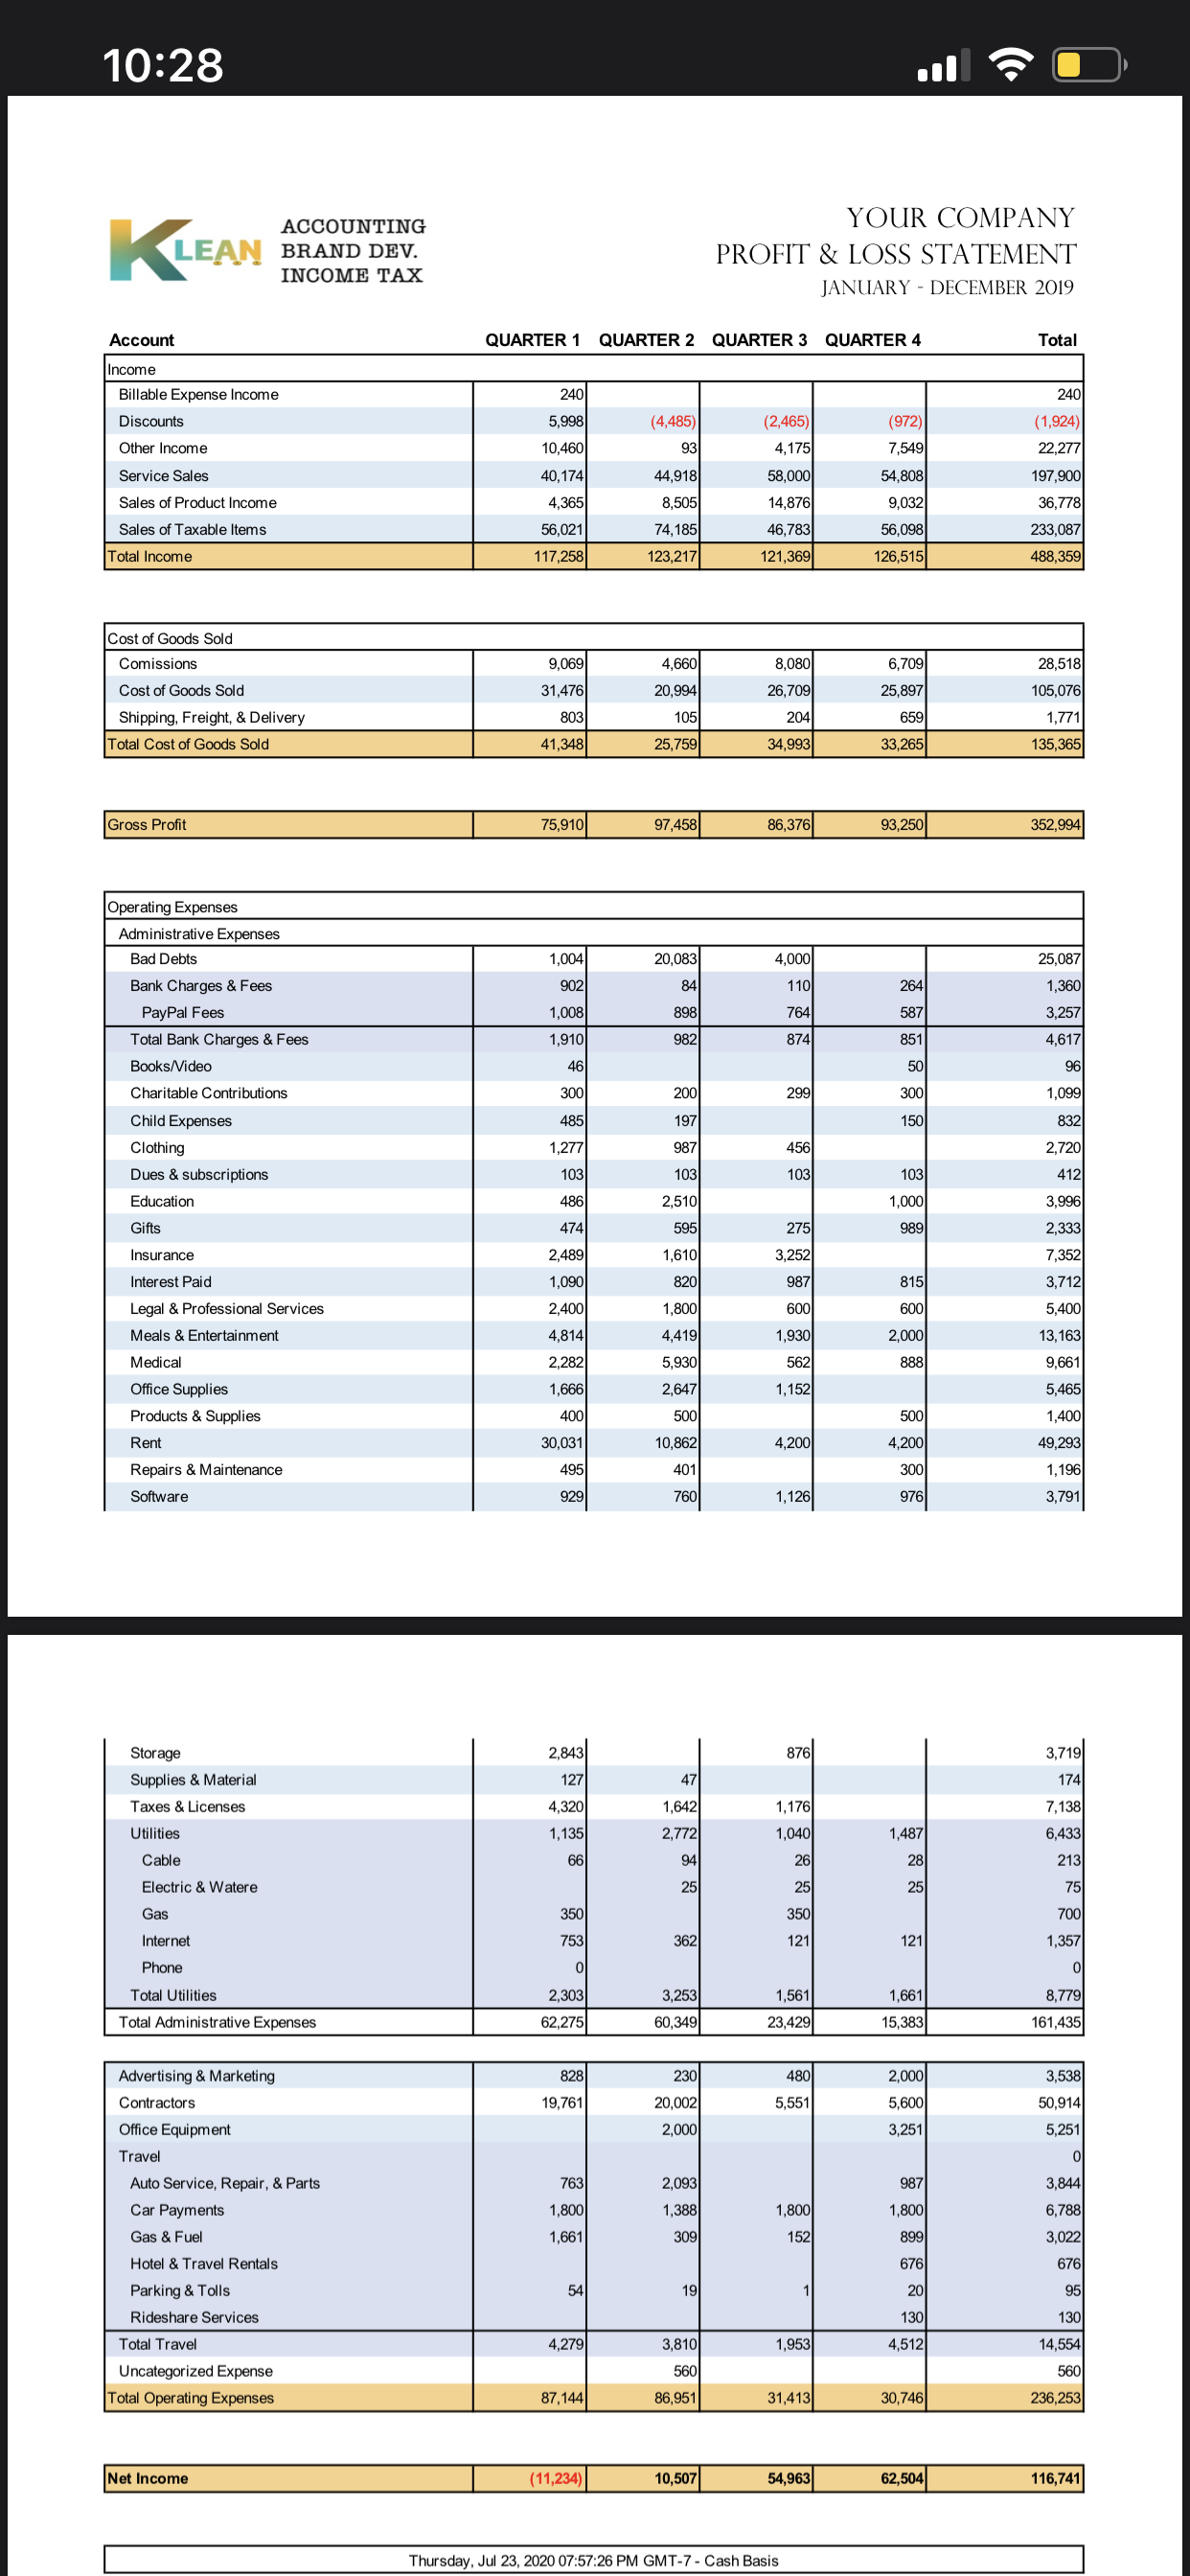 10:28
KLEAN
ACCOUNTING
BRAND DEV.
INCOME TAX
YOUR COMPANY
PROFIT & LOSS STATEMENT
JANUARY - DECEMBER 2019
Account QUARTER 1 QUARTER 2 QUARTER 3 QUARTER 4 Total
Income
Billable Expense Income 240 240
Discounts 5,998 (4,485) (2,465) (972) (1,924)
Other Income 10,460 93 4,175 7,549 22,277
Service Sales 40,174 44,918 58,000 54,808 197,900
Sales of Product Income 4,365 8,505 14,876 9,032 36,778
Sales of Taxable Items 56,021 74,185 46,783 56,098 233,087
Total Income 117,258 123,217 121,369 126,515 488,359
Cost of Goods Sold
Comissions 9,069 4,660 8,080 6,709 28,518
Cost of Goods Sold 31,476 20,994 26,709 25,897 105,076
Shipping, Freight, & Delivery 803 105 204 659 1,771
Total Cost of Goods Sold 41,348 25,759 34,993 33,265 135,365
Gross Profit 75,910 97,458 86,376 93,250 352,994
Operating Expenses
Administrative Expenses
Bad Debts 1,004 20,083 4,000 25,087
Bank Charges & Fees 902 84 110 264 1,360
PayPal Fees 1,008 898 764 587 3,257
Total Bank Charges & Fees 1,910 982 874 851 4,617
Books/Video 46 50 96
Charitable Contributions 300 200 299 300 1,099
Child Expenses 485 197 150 832
Clothing 1,277 987 456 2,720
Dues & subscriptions 103 103 103 103 412
Education 486 2,510 1,000 3,996
Gifts 474 595 275 989 2,333
Insurance 2,489 1,610 3,252 7,352
Interest Paid 1,090 820 987 815 3,712
Legal & Professional Services 2,400 1,800 600 600 5,400
Meals & Entertainment 4,814 4,419 1,930 2,000 13,163
Medical 2,282 5,930 562 888 9,661
Office Supplies 1,666 2,647 1,152 5,465
Products & Supplies 400 500 500 1,400
Rent 30,031 10,862 4,200 4,200 49,293
Repairs & Maintenance 495 401 300 1,196
Software 929 760 1,126 976 3,791
Storage 2,843 876 3,719
Supplies & Material 127 47 174
Taxes & Licenses 4,320 1,642 1,176 7,138
Utilities 1,135 2,772 1,040 1,487 6,433
Cable 66 94 26 28 213
Electric & Watere 25 25 25 75
Gas 350 350 700
Internet 753 362 121 121 1,357
Phone 0 0
Total Utilities 2,303 3,253 1,561 1,661 8,779
Total Administrative Expenses 62,275 60,349 23,429 15,383 161,435
Advertising & Marketing 828 230 480 2,000 3,538
Contractors 19,761 20,002 5,551 5,600 50,914
Office Equipment 2,000 3,251 5,251
Travel 0
Auto Service, Repair, & Parts 763 2,093 987 3,844
Car Payments 1,800 1,388 1,800 1,800 6,788
Gas & Fuel 1,661 309 152 899 3,022
Hotel & Travel Rentals 676 676
Parking & Tolls 54 19 1 20 95
Rideshare Services 130 130
Total Travel 4,279 3,810 1,953 4,512 14,554
Uncategorized Expense 560 560
Total Operating Expenses 87,144 86,951 31,413 30,746 236,253
Net Income (11,234) 10,507 54,963 62,504 116,741
Thursday, Jul 23, 2020 07:57:26 PM GMT-7 - Cash Basis